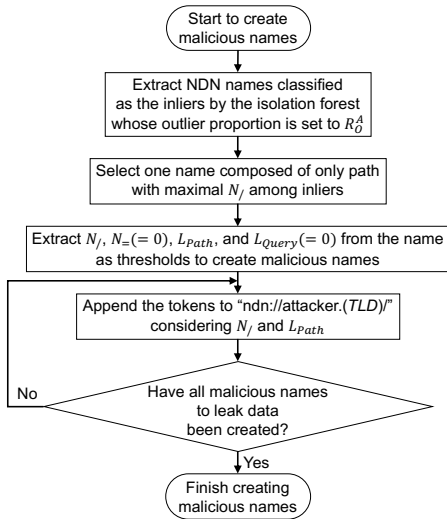 Start to create
malicious names
Extract NDN names classified
as the inliers by the isolation forest
whose outlier proportion is set to R_O^A
Select one name composed of only path
with maximal N_/ among inliers
Extract N_/, N_=(= 0), L_Path, and L_Query(= 0) from the name
as thresholds to create malicious names
Append the tokens to “ndn://attacker.(TLD)/”
considering N_/ and L_Path
No
Have all malicious names
to leak data
been created?
Yes
Finish creating
malicious names